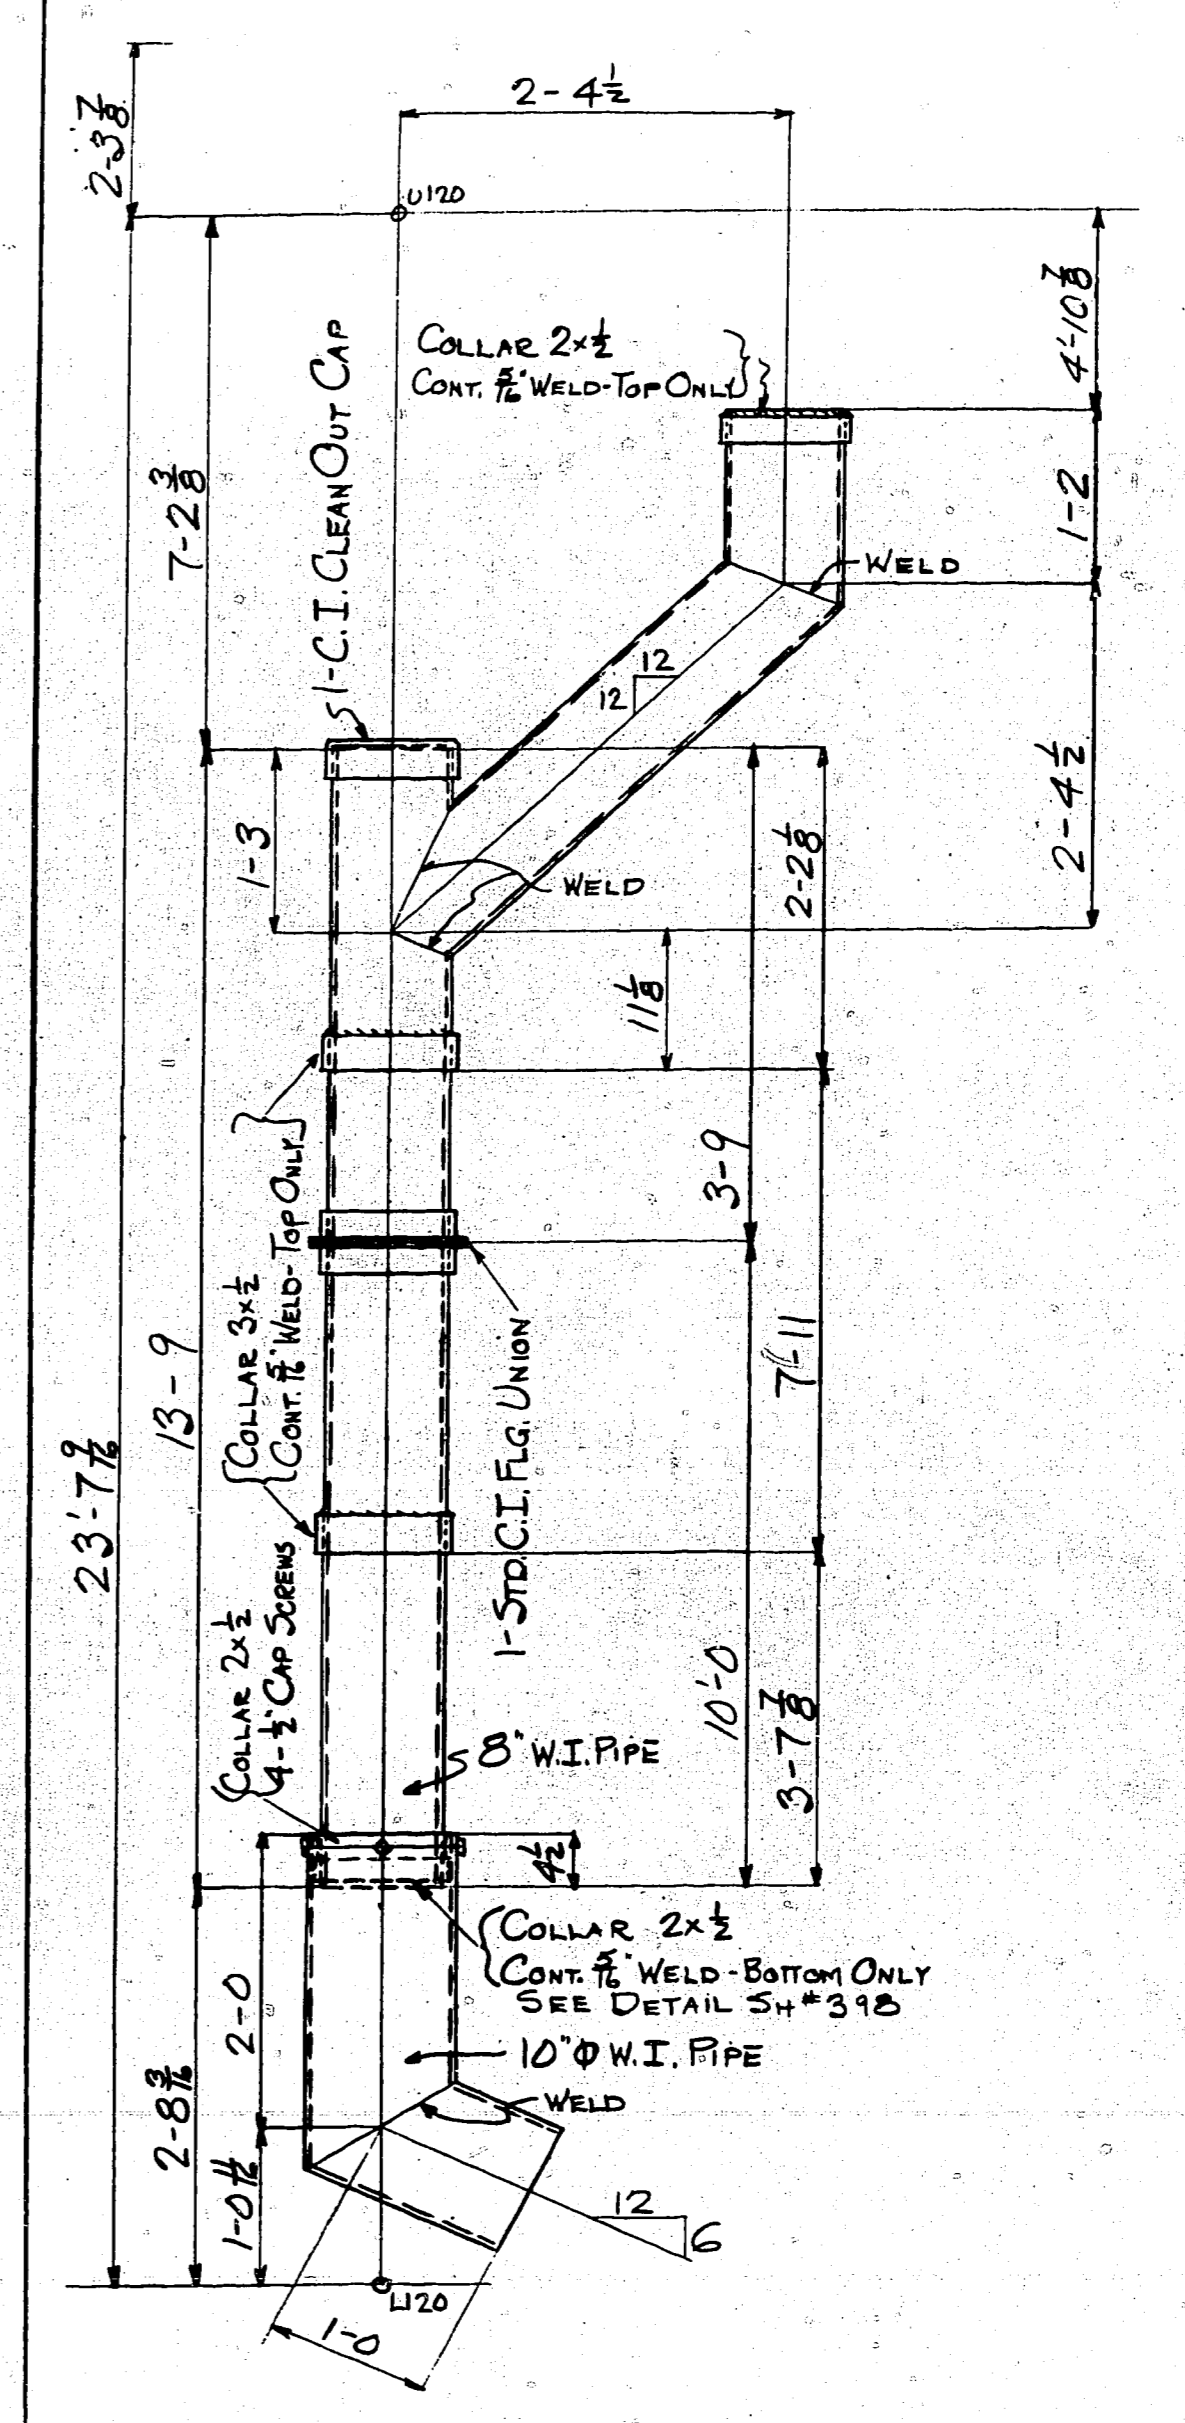 2-4½
2-3⅞
U120
4'-10⅞
COLLAR 2×½
CONT. 5/16" WELD-TOP ONLY
1-C.I. CLEAN OUT CAP
7-2⅜
1-2
WELD
12
12
2-4½
1-3
2-2⅛
WELD
11⅛
3-9
COLLAR 3×½
CONT. 5/16" WELD-TOP ONLY
13-9
7-11
23'-7 9/16
1-STD. C.I. FLG. UNION
COLLAR 2×½
4-½" CAP SCREWS
10'-0
3-7⅞
8" W.I. PIPE
4½
COLLAR 2×½
CONT. 5/16" WELD-BOTTOM ONLY
SEE DETAIL SH#398
2-0
10"Φ W.I. PIPE
WELD
2-8 3/16
1-0 11/16
12
6
L120
1-0